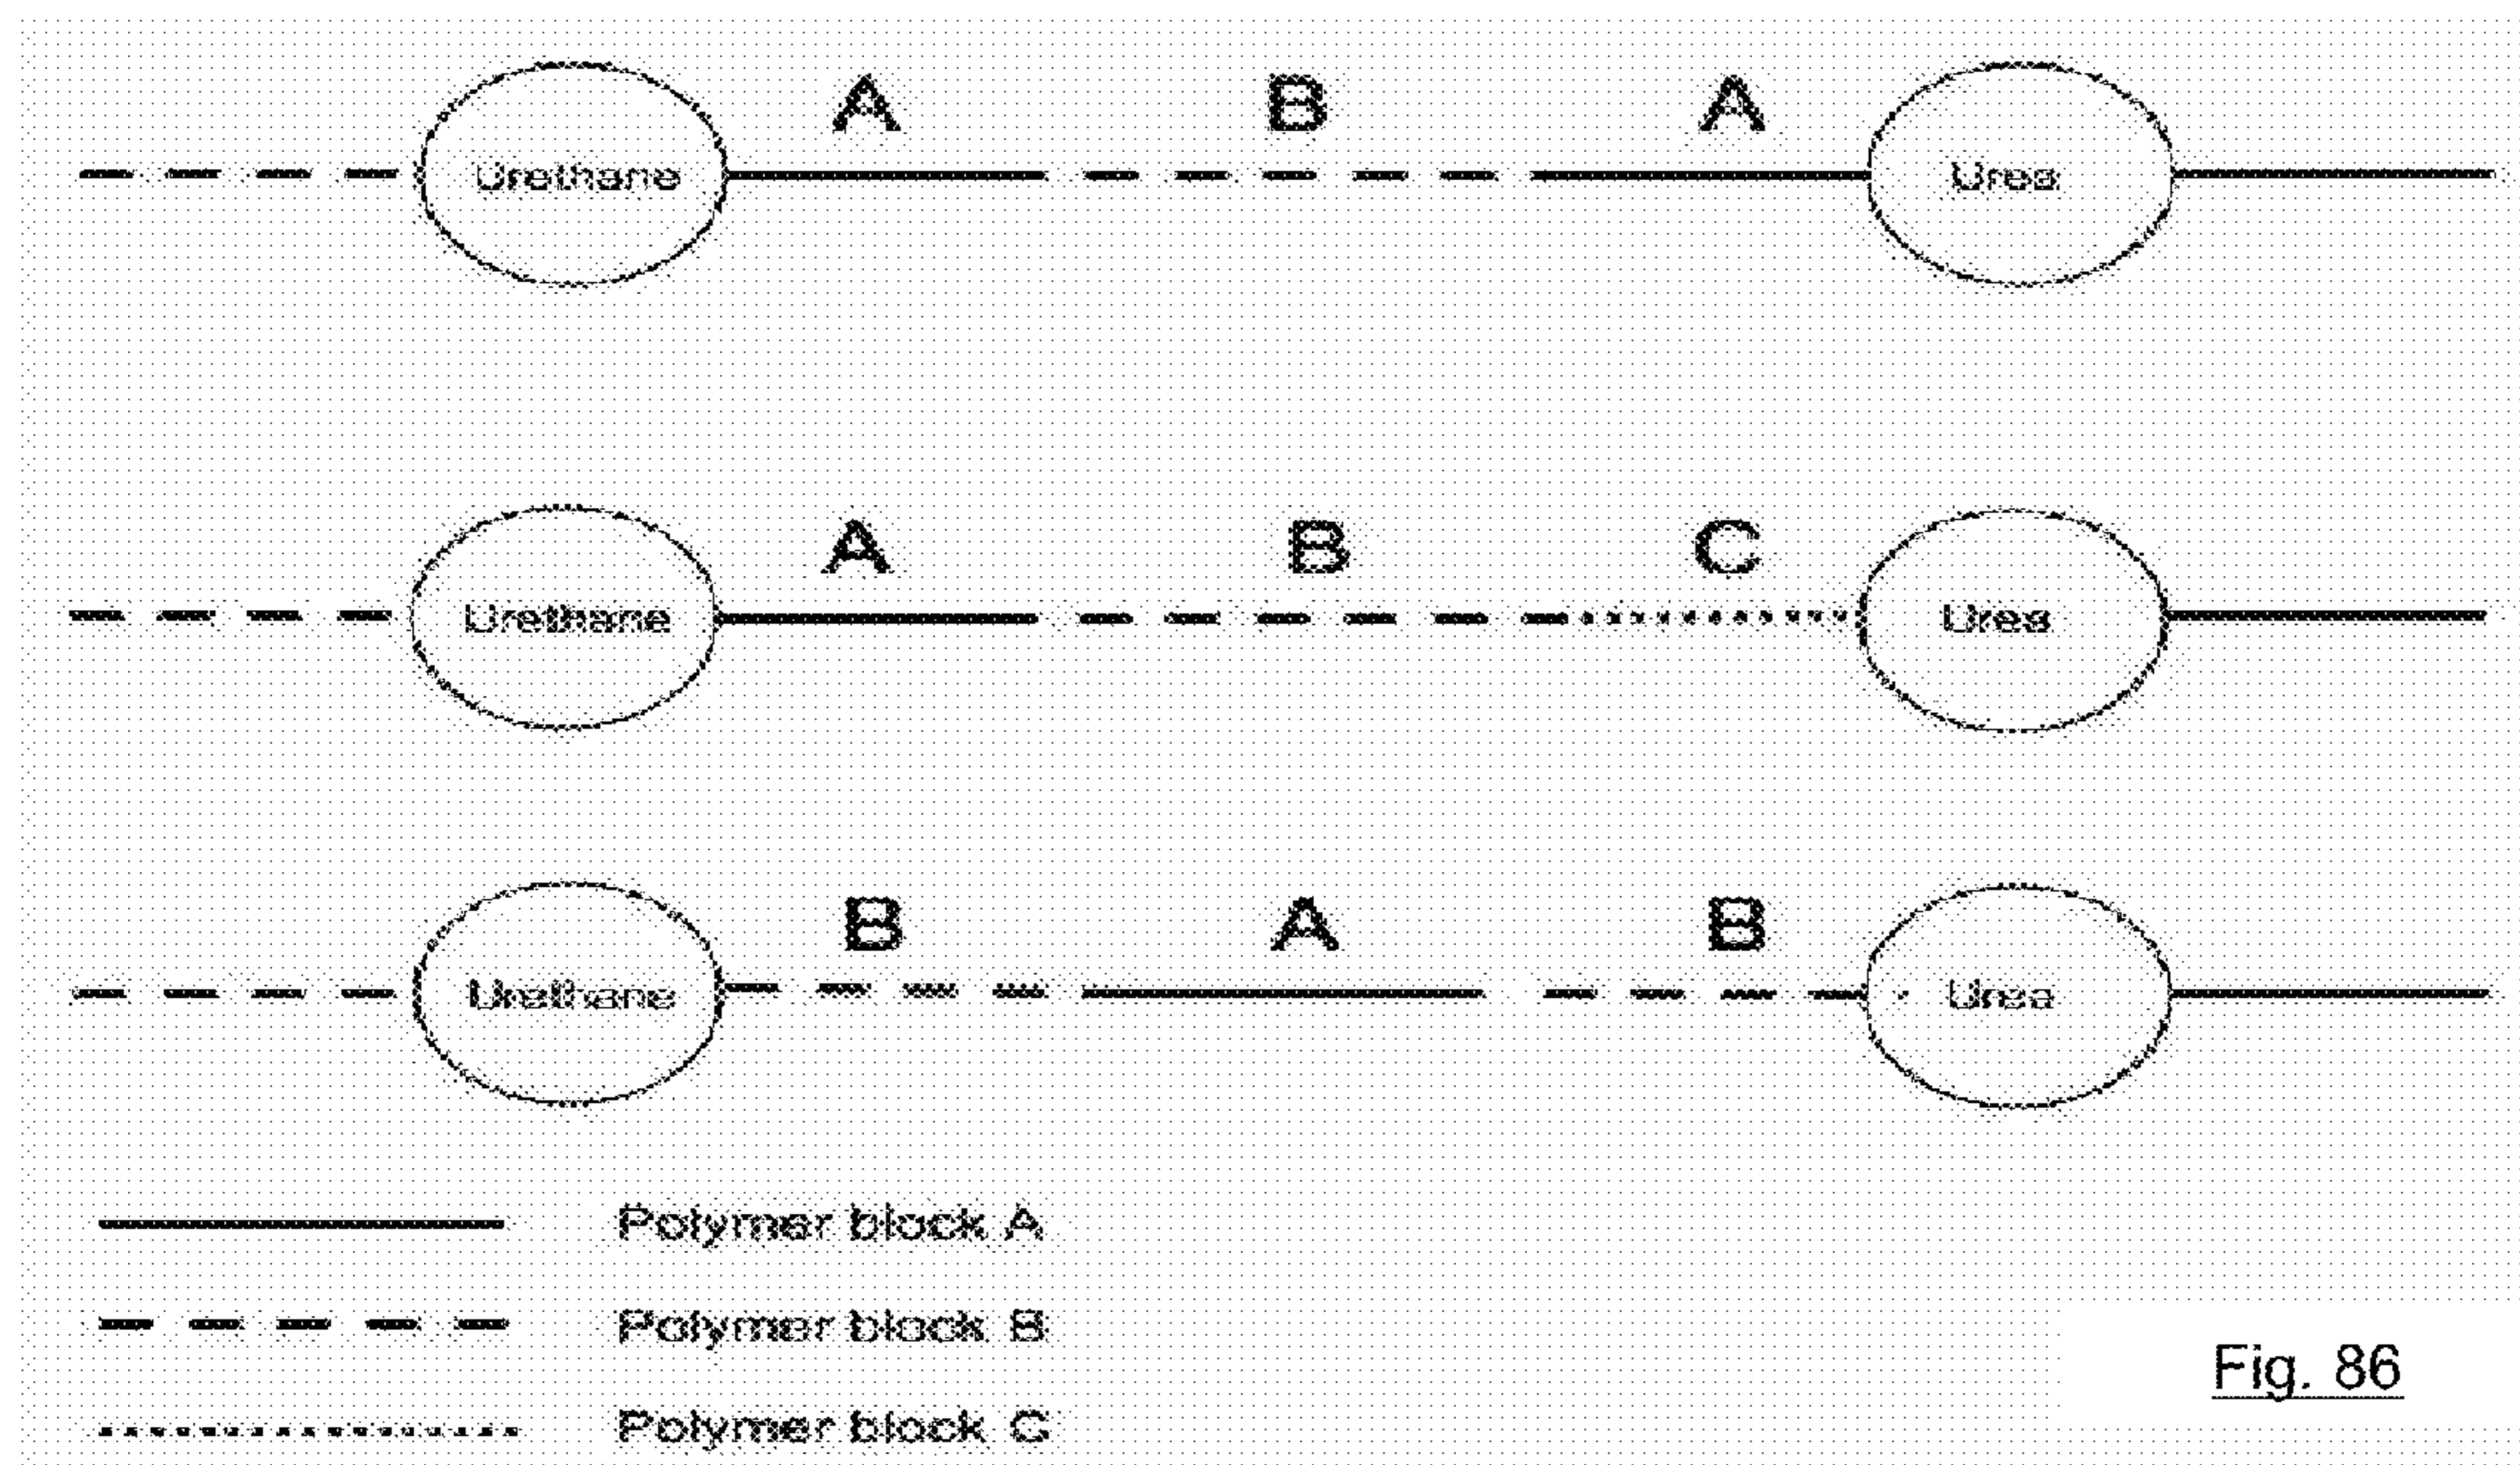 A B A
Urethane Urea
A B C
Urethane Urea
B A B
Urethane Urea
Polymer block A
Polymer block B
Polymer block C
Fig. 86